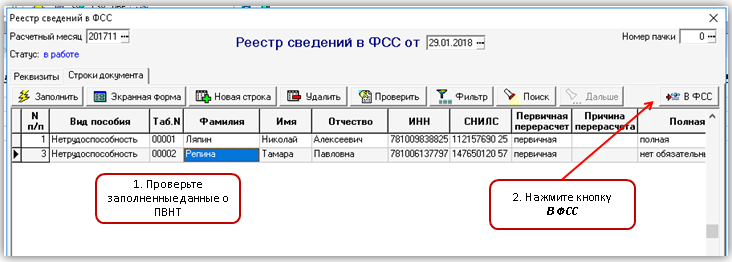 Реестр сведений в ФСС
Расчетный месяц 201711
Реестр сведений в ФСС от 29.01.2018
Номер пачки 0
Статус: в работе
Реквизиты Строки документа
Заполнить Экранная форма Новая строка Удалить Проверить Фильтр Поиск Дальше В ФСС
N п/п Вид пособия Таб.N Фамилия Имя Отчество ИНН СНИЛС Первичная перерасчет Причина перерасчета Полная
1 Нетрудоспособность 00001 Ляпин Николай Алексеевич 781009838825 112157690 25 первичная полная
3 Нетрудоспособность 00002 Репина Тамара Павловна 781006137797 147650120 57 первичная нет обязательн
1. Проверьте
заполненныеданные о
ПВНТ
2. Нажмите кнопку
В ФСС